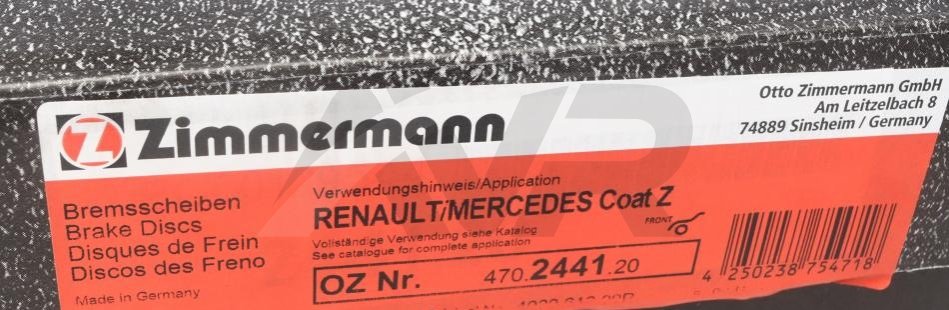 Z Zimmermann
Otto Zimmermann GmbH
Am Leitzelbach 8
74889 Sinsheim / Germany
Bremsscheiben
Brake Discs
Disques de Frein
Discos des Freno
Made in Germany
Verwendungshinweis/Application
RENAULT/MERCEDES Coat Z
FRONT
Vollständige Verwendung siehe Katalog
See catalogue for complete application
OZ Nr. 470.2441.20
4 250238 754718
AVR